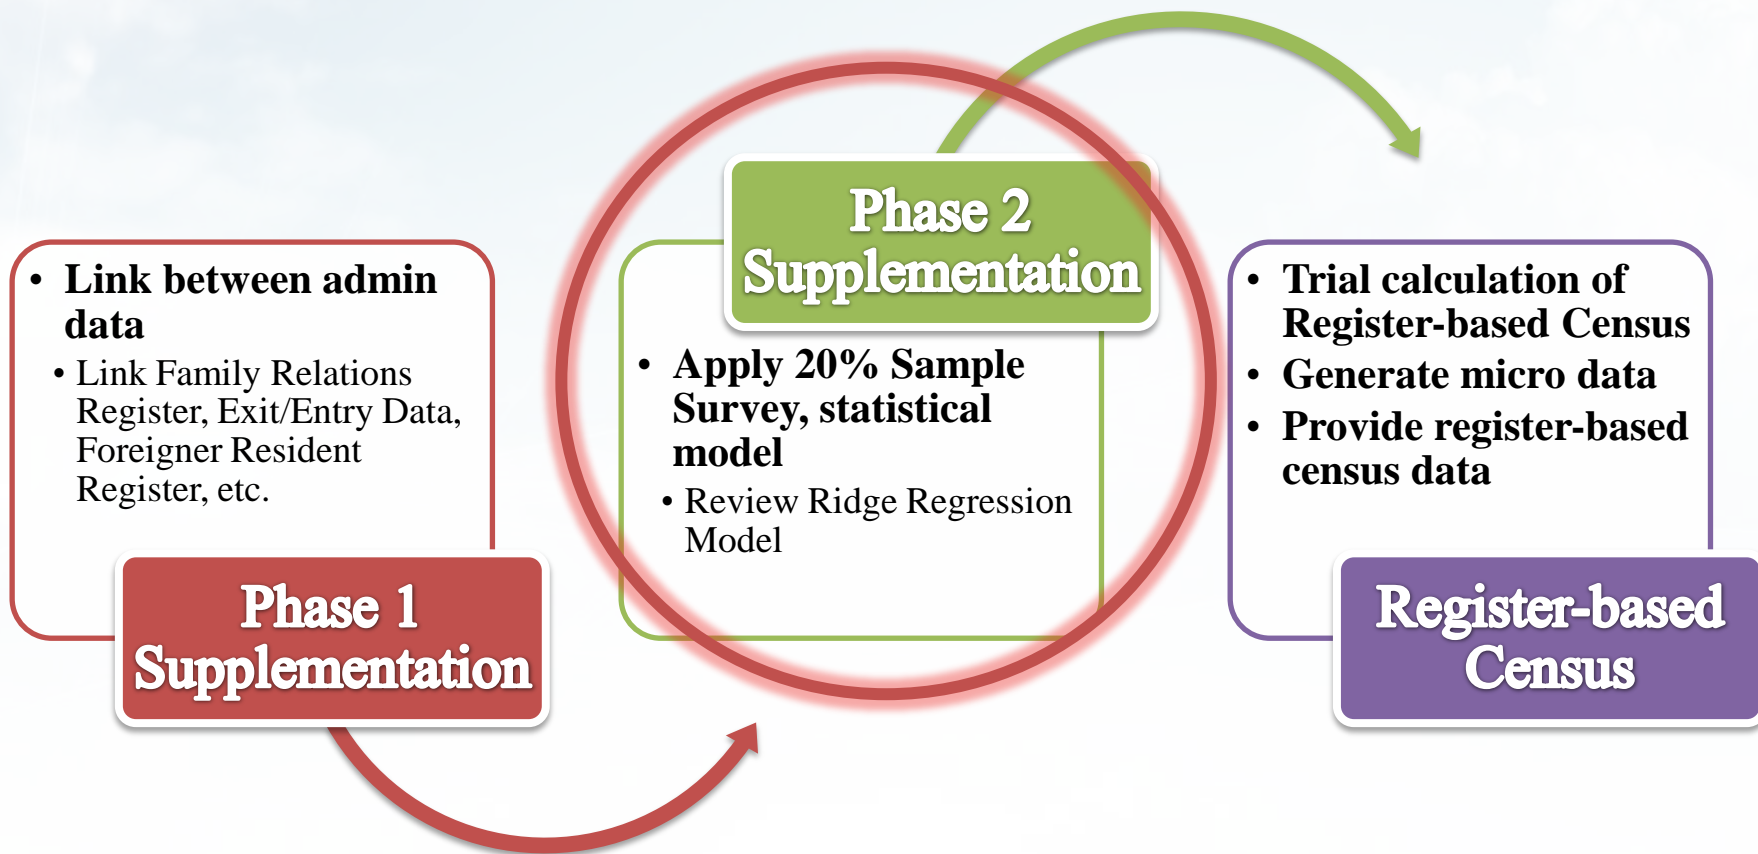 • Link between admin
data
• Link Family Relations
Register, Exit/Entry Data,
Foreigner Resident
Register, etc.
Phase 1
Supplementation
Phase 2
Supplementation
• Apply 20% Sample
Survey, statistical
model
• Review Ridge Regression
Model
• Trial calculation of
Register-based Census
• Generate micro data
• Provide register-based
census data
Register-based
Census